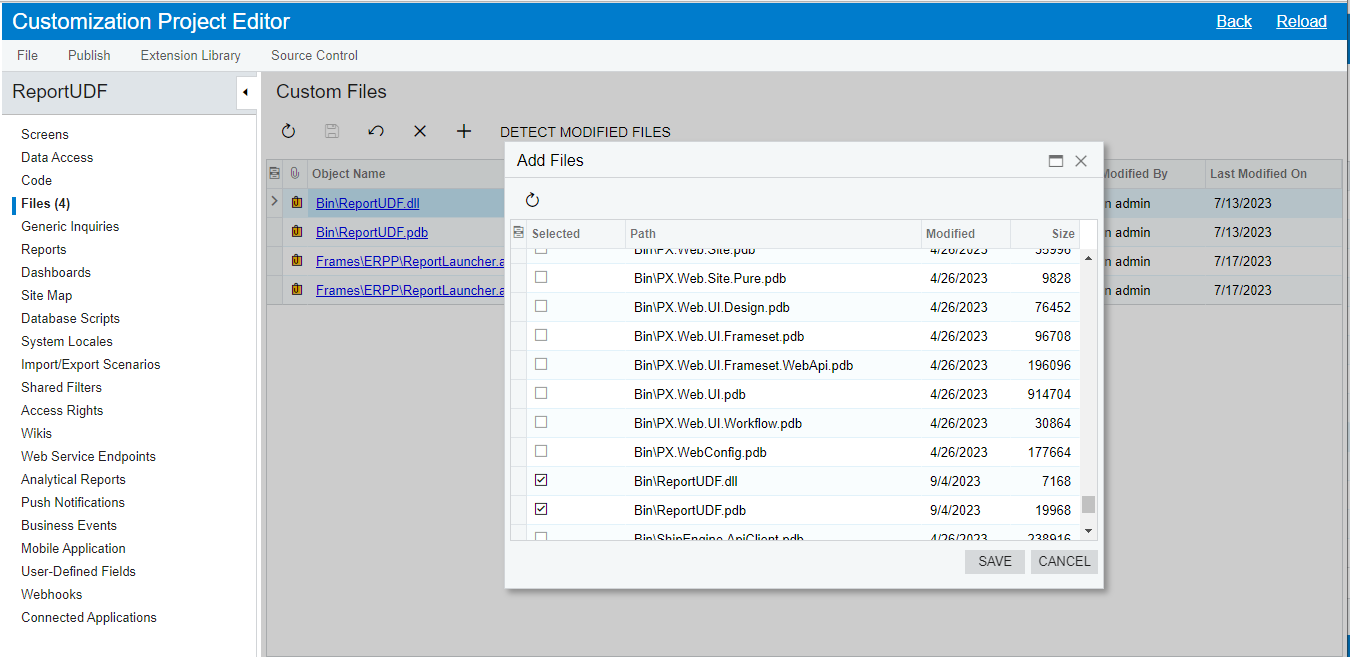 Customization Project Editor
Back Reload
File Publish Extension Library Source Control
ReportUDF
Screens
Data Access
Code
Files (4)
Generic Inquiries
Reports
Dashboards
Site Map
Database Scripts
System Locales
Import/Export Scenarios
Shared Filters
Access Rights
Wikis
Web Service Endpoints
Analytical Reports
Push Notifications
Business Events
Mobile Application
User-Defined Fields
Webhooks
Connected Applications
Custom Files
DETECT MODIFIED FILES
Object Name Modified By Last Modified On
Bin\ReportUDF.dll n admin 7/13/2023
Bin\ReportUDF.pdb n admin 7/13/2023
Frames\ERPP\ReportLauncher.a n admin 7/17/2023
Frames\ERPP\ReportLauncher.a n admin 7/17/2023
Add Files
Selected Path Modified Size
Bin\PX.Web.Site.pdb 4/26/2023 55996
Bin\PX.Web.Site.Pure.pdb 4/26/2023 9828
Bin\PX.Web.UI.Design.pdb 4/26/2023 76452
Bin\PX.Web.UI.Frameset.pdb 4/26/2023 96708
Bin\PX.Web.UI.Frameset.WebApi.pdb 4/26/2023 196096
Bin\PX.Web.UI.pdb 4/26/2023 914704
Bin\PX.Web.UI.Workflow.pdb 4/26/2023 30864
Bin\PX.WebConfig.pdb 4/26/2023 177664
Bin\ReportUDF.dll 9/4/2023 7168
Bin\ReportUDF.pdb 9/4/2023 19968
Bin\ShipEngine.ApiClient.pdb 4/26/2023 238916
SAVE CANCEL